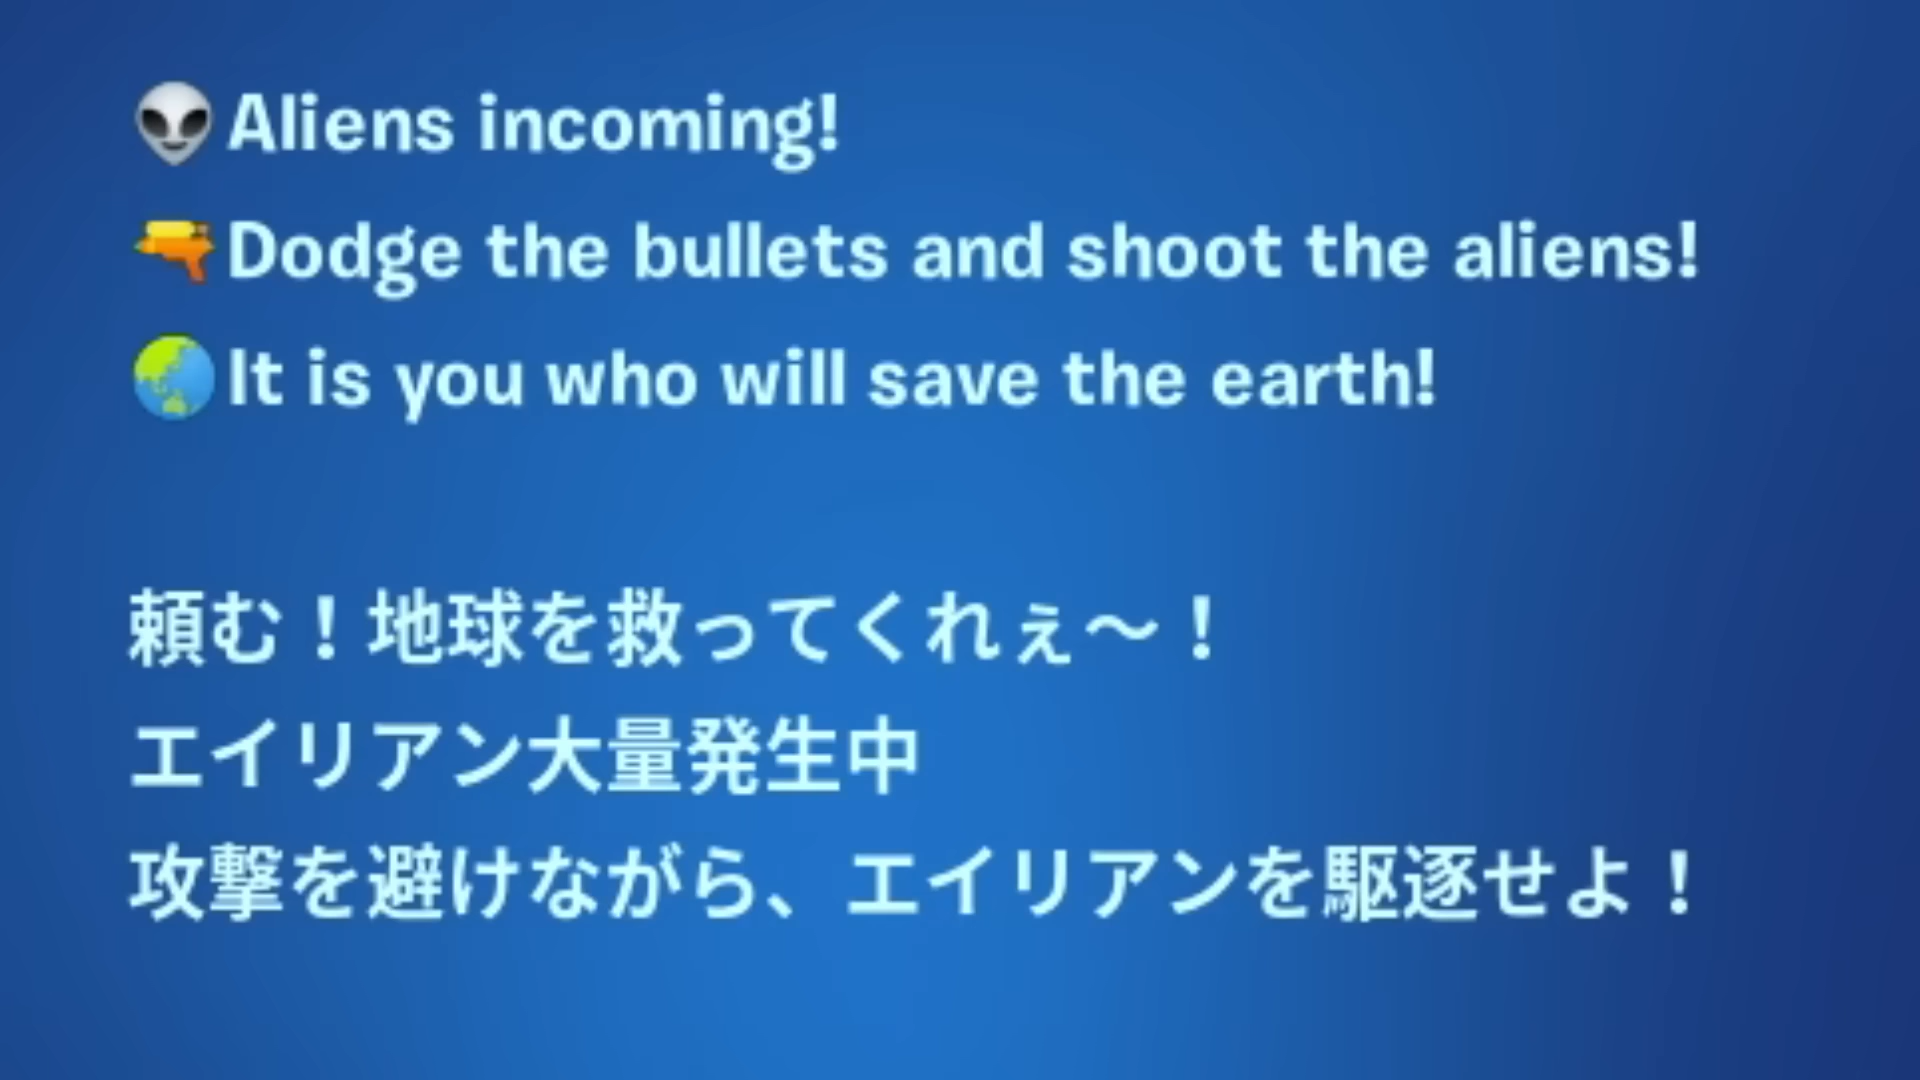 👽Aliens incoming!
🔫Dodge the bullets and shoot the aliens!
🌏It is you who will save the earth!
頼む！地球を救ってくれぇ〜！
エイリアン大量発生中
攻撃を避けながら、エイリアンを駆逐せよ！